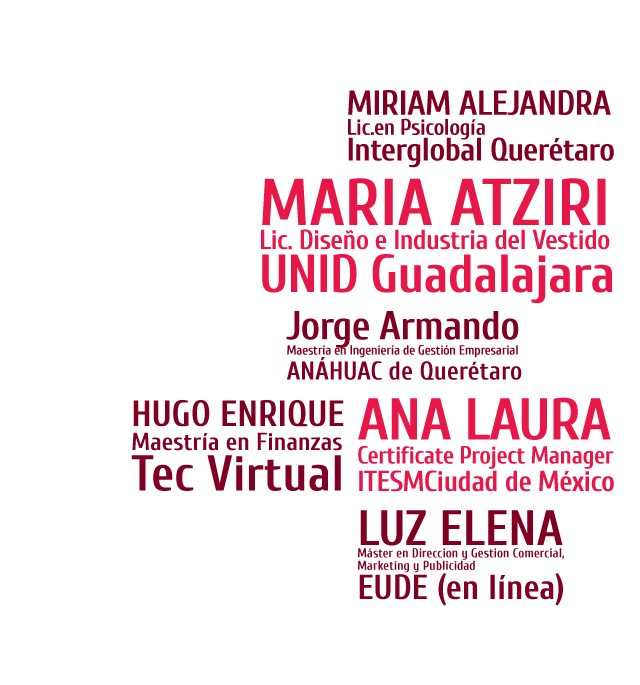 MIRIAM ALEJANDRA
Lic.en Psicología
Interglobal Querétaro
MARIA ATZIRI
Lic. Diseño e Industria del Vestido
UNID Guadalajara
Jorge Armando
Maestría en Ingeniería de Gestión Empresarial
ANÁHUAC de Querétaro
HUGO ENRIQUE
Maestría en Finanzas
Tec Virtual
ANA LAURA
Certificate Project Manager
ITESMCiudad de México
LUZ ELENA
Máster en Direccion y Gestion Comercial,
Marketing y Publicidad
EUDE (en línea)